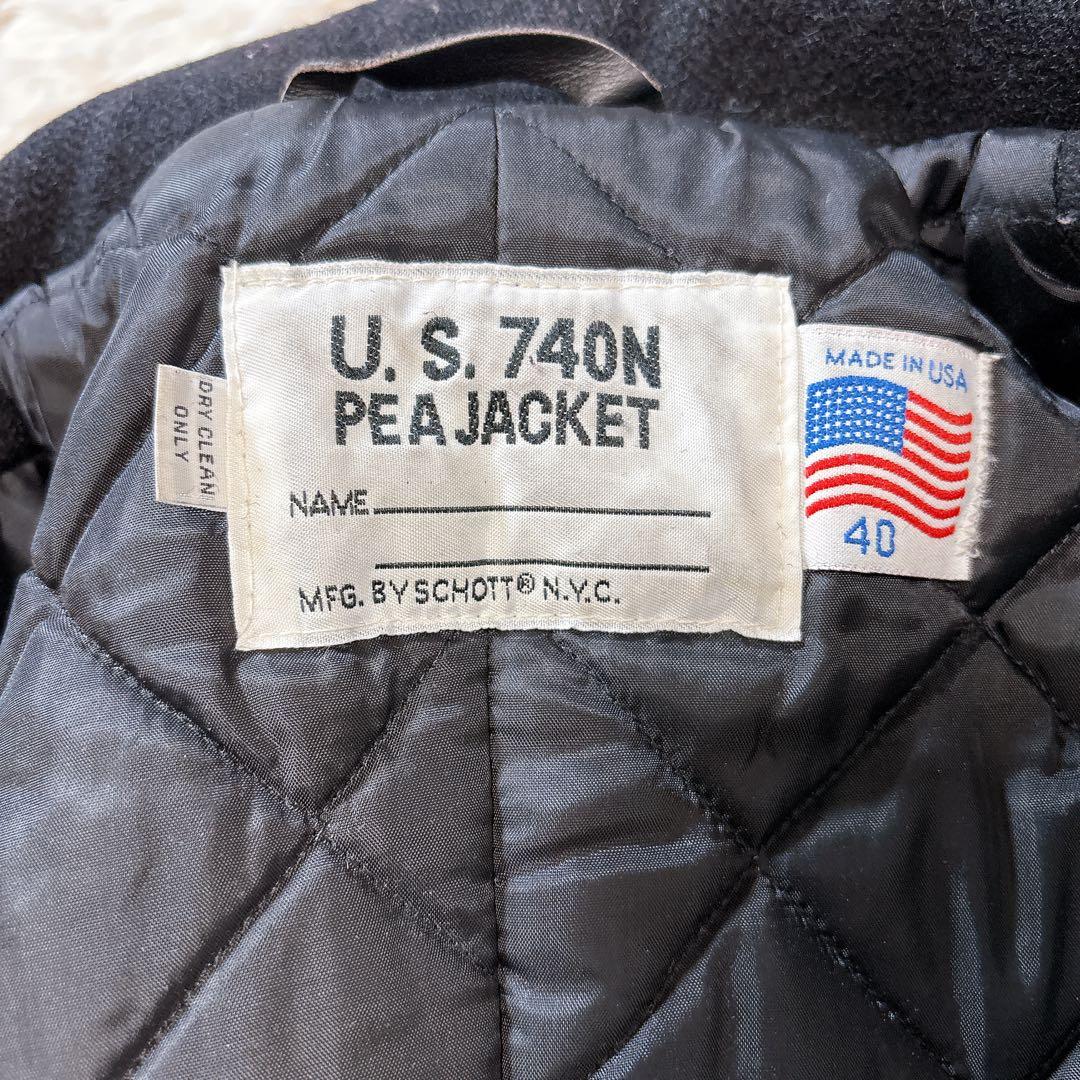 U. S. 740N
PEA JACKET
NAME
MFG. BY SCHOTT® N.Y.C.
DRY CLEAN
ONLY
MADE IN USA
40